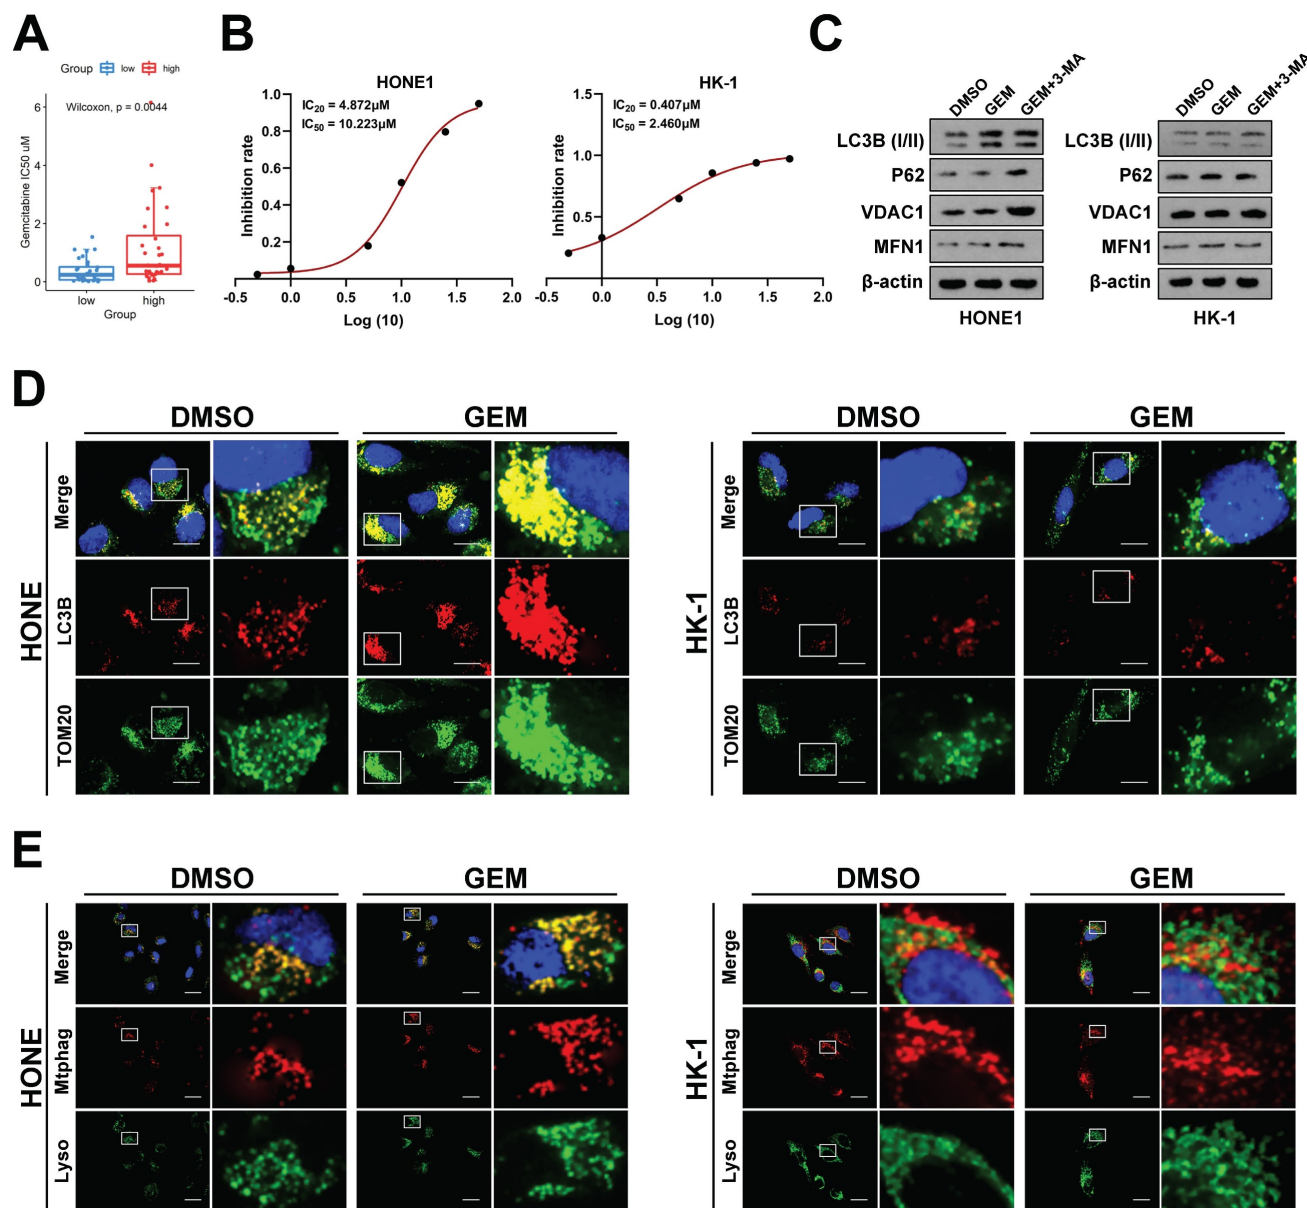 A
Group low high
Wilcoxon, p = 0.0044
Gemcitabine IC50 uM
6
4
2
0
low high
Group
B
HONE1
IC20 = 4.872μM
IC50 = 10.223μM
Inhibition rate
1.0
0.8
0.6
0.4
0.2
-0.5 0.0 0.5 1.0 1.5 2.0
Log (10)
HK-1
IC20 = 0.407μM
IC50 = 2.460μM
Inhibition rate
1.5
1.0
0.5
-0.5 0.0 0.5 1.0 1.5 2.0
Log (10)
C
DMSO GEM GEM+3-MA
LC3B (I/II)
P62
VDAC1
MFN1
β-actin
HONE1
DMSO GEM GEM+3-MA
LC3B (I/II)
P62
VDAC1
MFN1
β-actin
HK-1
D
DMSO GEM
HONE
Merge
LC3B
TOM20
DMSO GEM
HK-1
Merge
LC3B
TOM20
E
DMSO GEM
HONE
Merge
Mtphag
Lyso
DMSO GEM
HK-1
Merge
Mtphag
Lyso